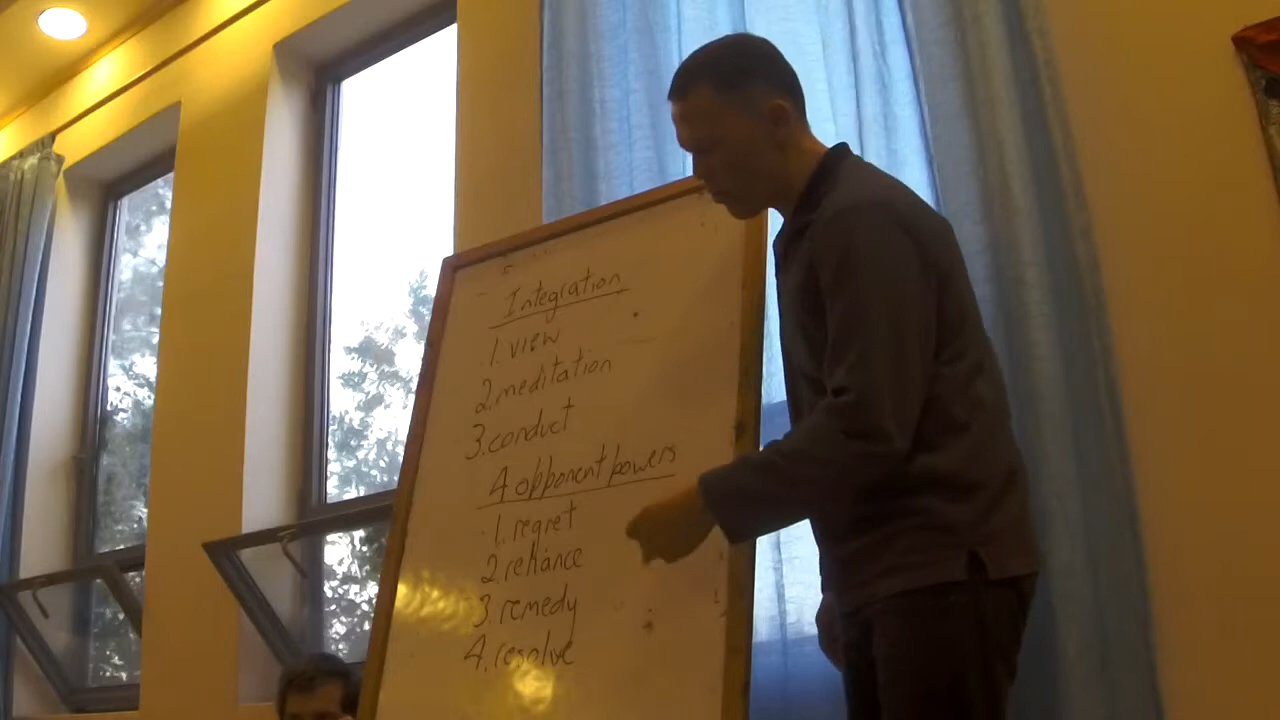 Integration
1. view
2. meditation
3. conduct
4 opponent powers
1. regret
2. reliance
3. remedy
4. resolve